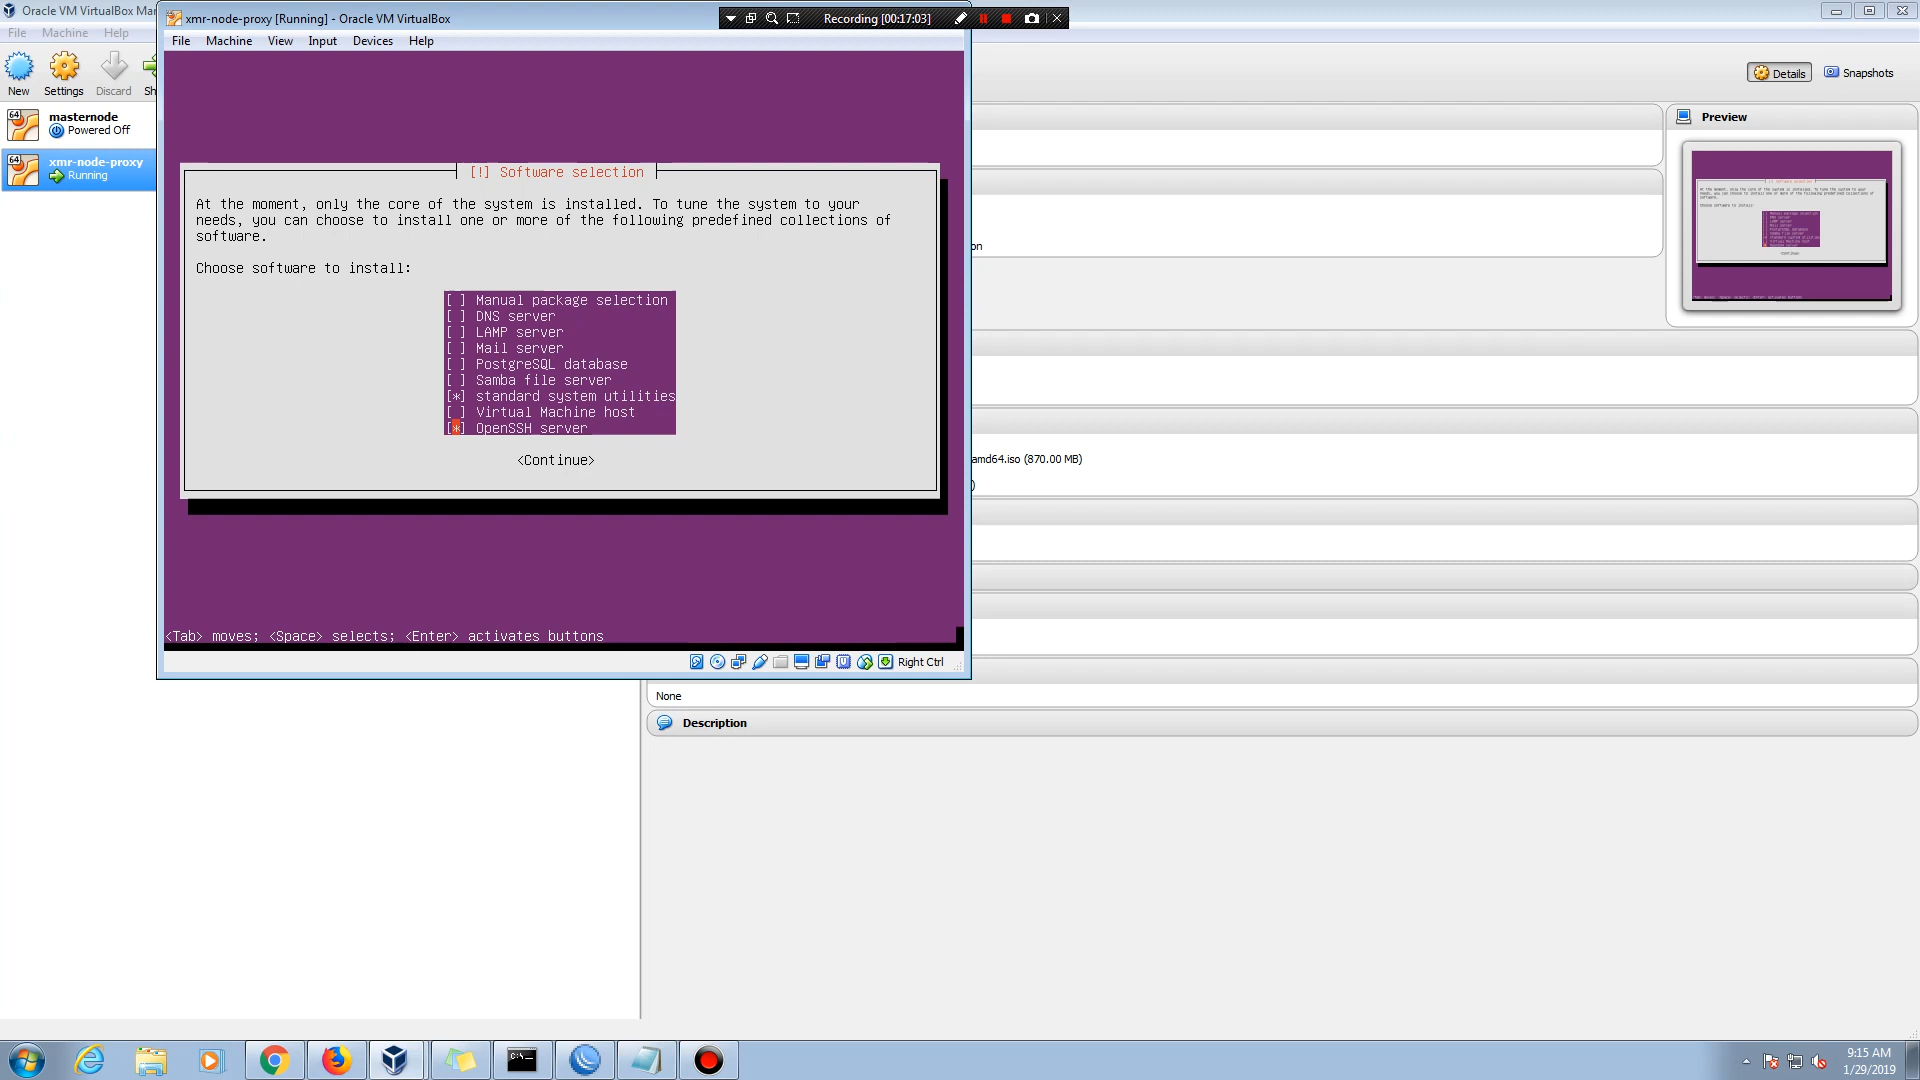 Oracle VM VirtualBox Man
File Machine Help
New Settings Discard Sh
masternode
Powered Off
xmr-node-proxy
Running
xmr-node-proxy [Running] - Oracle VM VirtualBox
Recording [00:17:03]
File Machine View Input Devices Help
[!] Software selection
At the moment, only the core of the system is installed. To tune the system to your
needs, you can choose to install one or more of the following predefined collections of
software.
Choose software to install:
[ ] Manual package selection
[ ] DNS server
[ ] LAMP server
[ ] Mail server
[ ] PostgreSQL database
[ ] Samba file server
[*] standard system utilities
[ ] Virtual Machine host
[*] OpenSSH server
<Continue>
<Tab> moves; <Space> selects; <Enter> activates buttons
Right Ctrl
Details Snapshots
Preview
on
amd64.iso (870.00 MB)
)
None
Description
64
64
C:\_
9:15 AM
1/29/2019